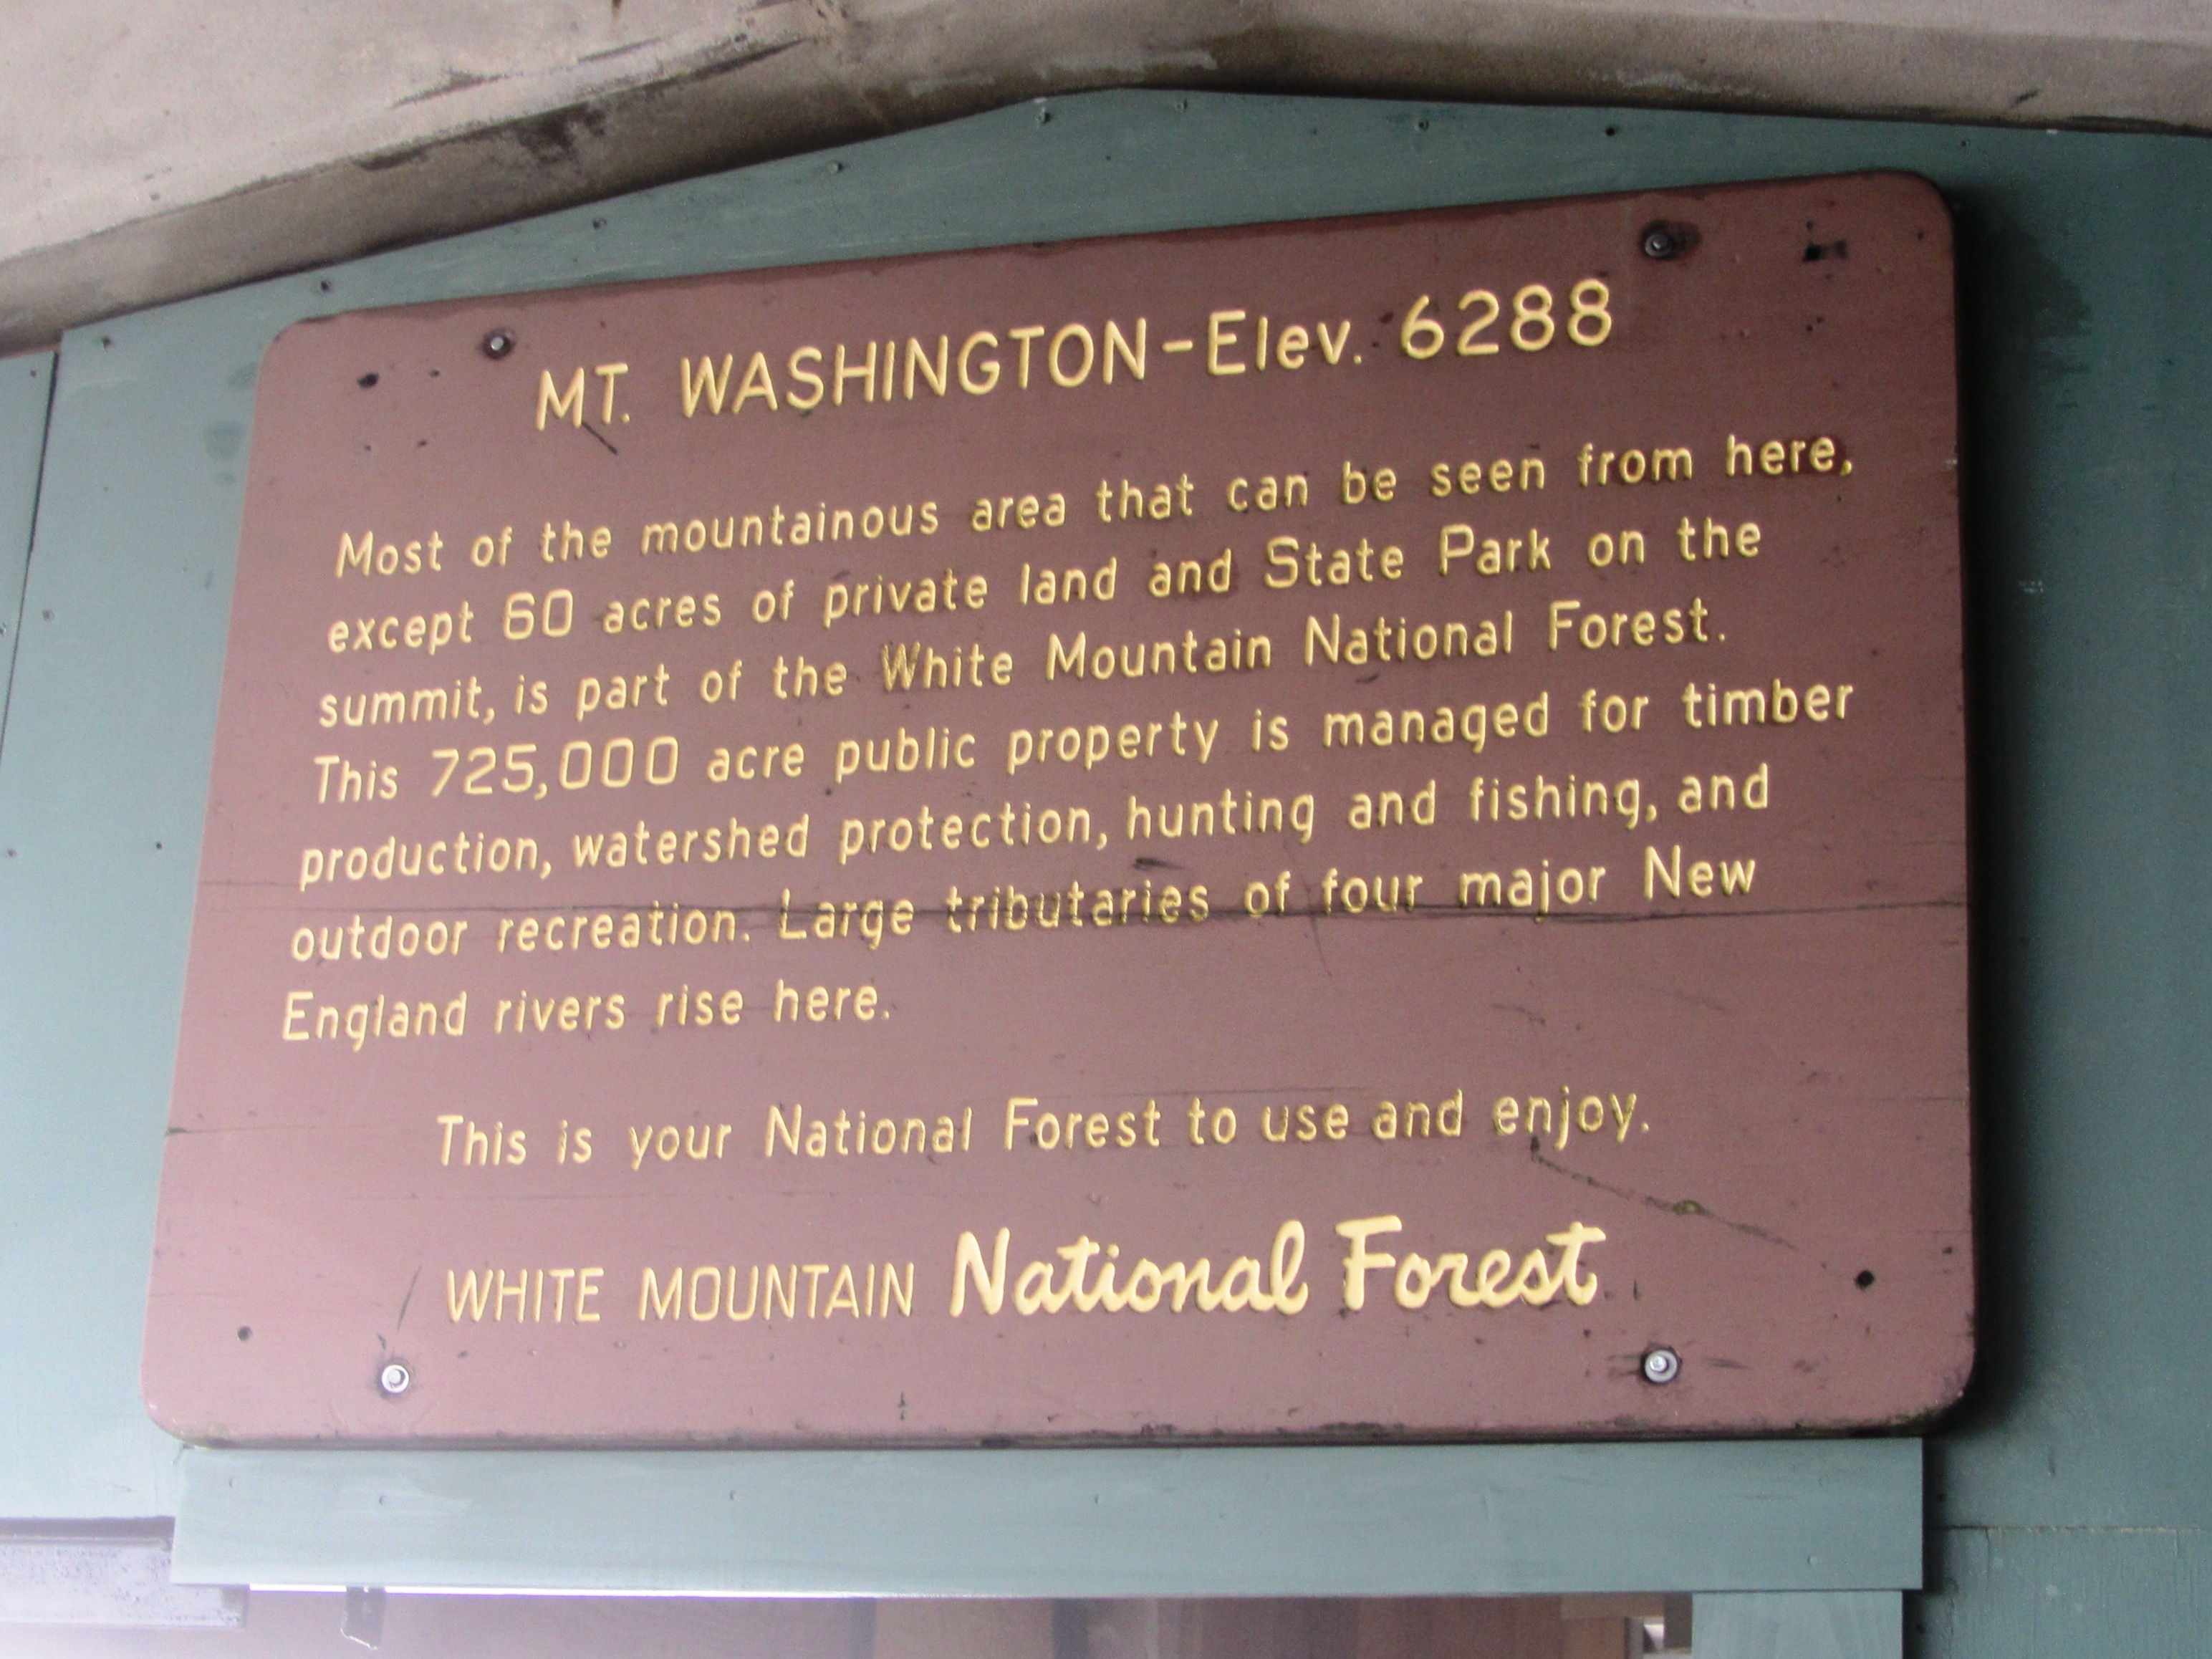 MT. WASHINGTON-Elev. 6288
Most of the mountainous area that can be seen from here,
except 60 acres of private land and State Park on the
summit, is part of the White Mountain National Forest.
This 725,000 acre public property is managed for timber
production, watershed protection, hunting and fishing, and
outdoor recreation. Large tributaries of four major New
England rivers rise here.
This is your National Forest to use and enjoy.
WHITE MOUNTAIN National Forest